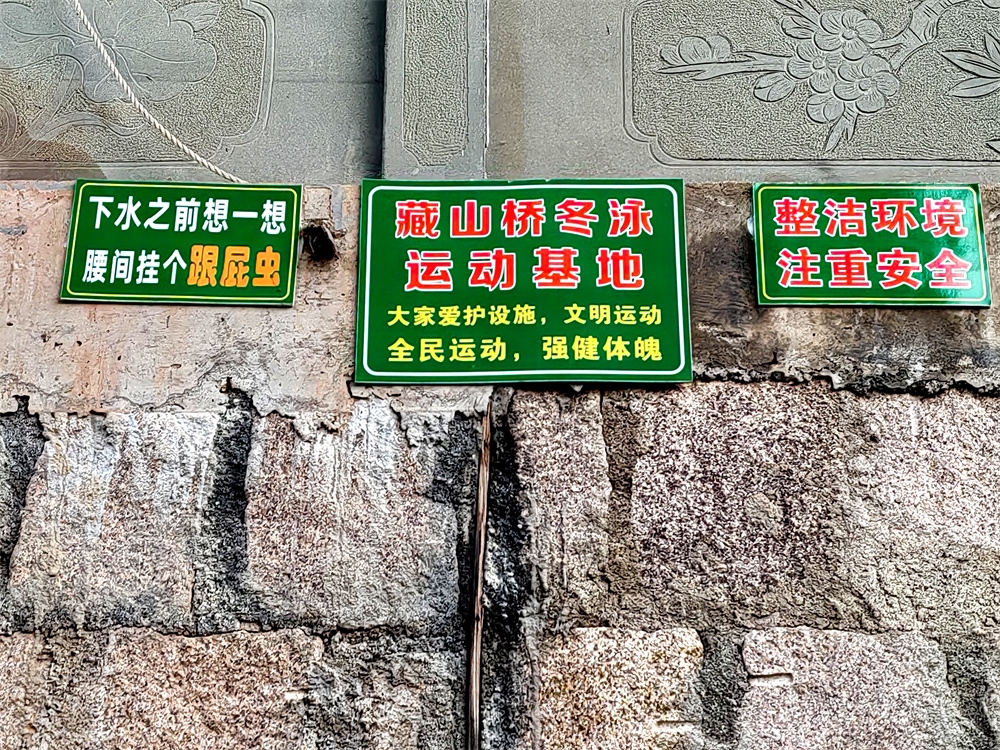 下水之前想一想
腰间挂个跟屁虫
藏山桥冬泳
运动基地
大家爱护设施，文明运动
全民运动，强健体魄
整洁环境
注重安全